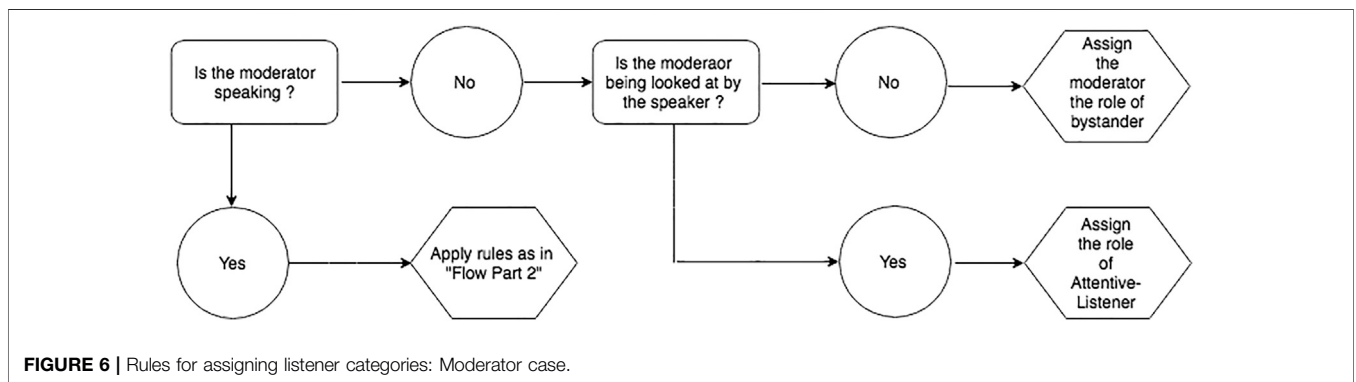 Is the moderator
speaking ?
No
Is the moderaor
being looked at by
the speaker ?
No
Assign
the
moderator
the role of
bystander
Yes
Apply rules as in
"Flow Part 2"
Yes
Assign
the role
of
Attentive-
Listener
FIGURE 6 | Rules for assigning listener categories: Moderator case.